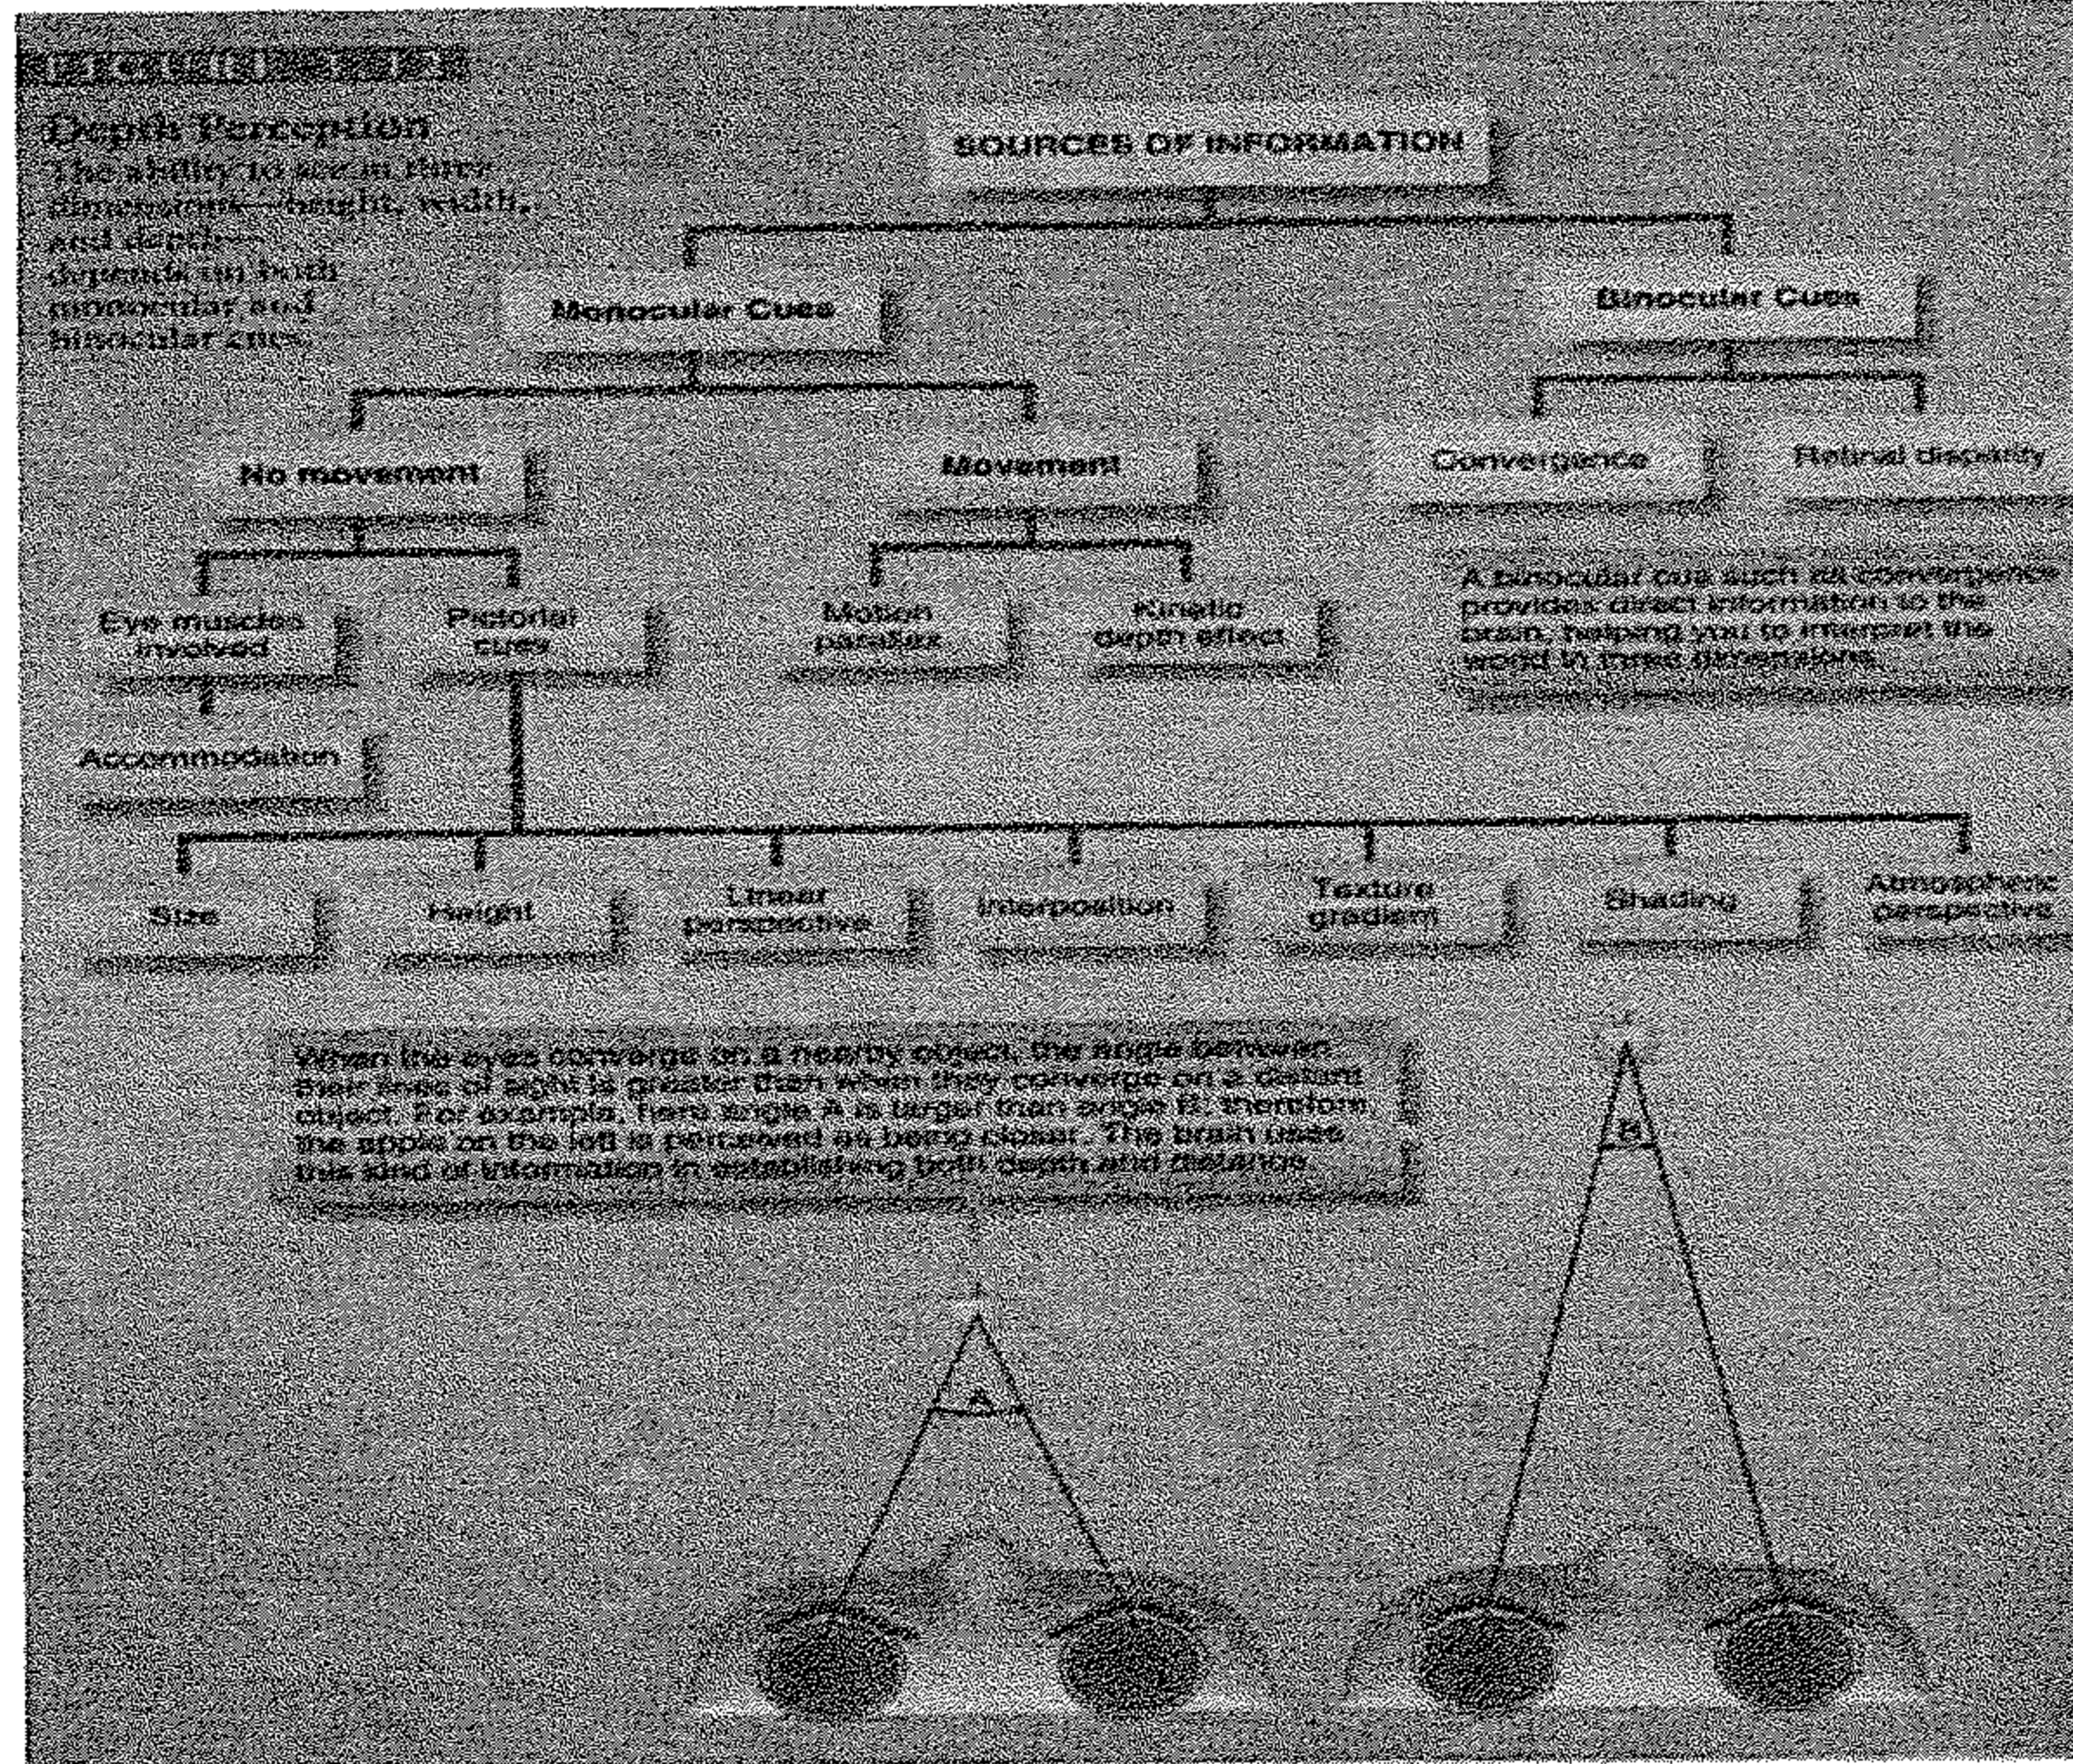 Depth Perception
The ability to see in three
dimensions—height, width,
and depth—
depends on both
monocular and
binocular cues.
SOURCES OF INFORMATION
Monocular Cues
Binocular Cues
No movement
Movement
Convergence
Retinal disparity
Eye muscles
involved
Pictorial
cues
Motion
parallax
Kinetic
depth effect
A binocular cue such as convergence
provides direct information to the
brain, helping you to interpret the
world in three dimensions.
Accommodation
Size
Height
Linear
perspective
Interposition
Texture
gradient
Shading
Atmospheric
perspective
When the eyes converge on a nearby object, the angle between
their lines of sight is greater than when they converge on a distant
object. For example, here angle A is larger than angle B; therefore,
the apple on the left is perceived as being closer. The brain uses
this kind of information in establishing both depth and distance.
B
A